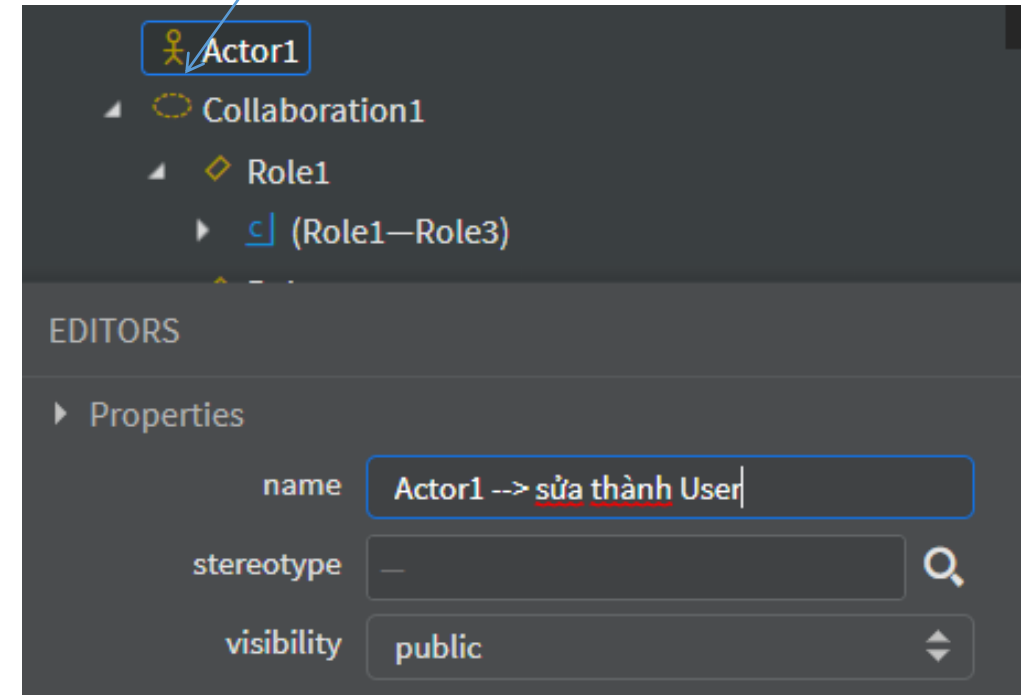 Actor1
Collaboration1
Role1
(Role1—Role3)
EDITORS
Properties
name Actor1 --> sửa thành User
stereotype —
visibility public